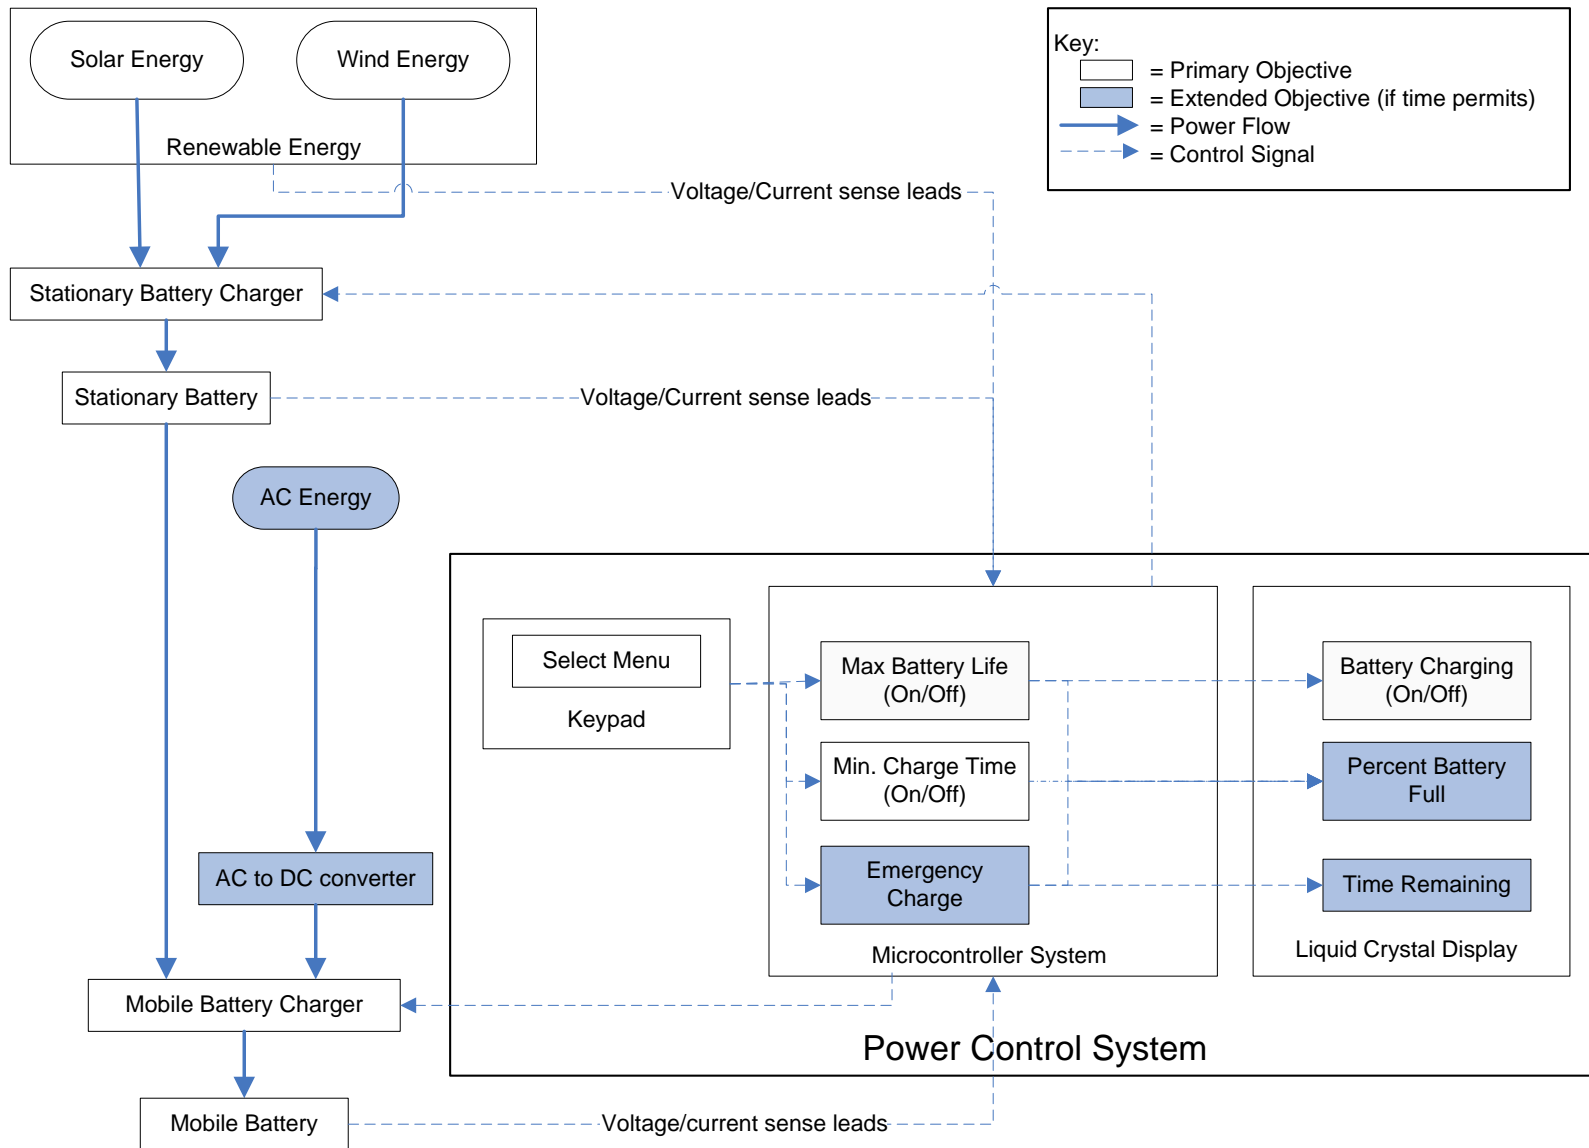 Solar Energy
Wind Energy
Renewable Energy
Key:
= Primary Objective
= Extended Objective (if time permits)
= Power Flow
= Control Signal
Voltage/Current sense leads
Stationary Battery Charger
Stationary Battery
Voltage/Current sense leads
AC Energy
Select Menu
Keypad
Max Battery Life
(On/Off)
Battery Charging
(On/Off)
Min. Charge Time
(On/Off)
Percent Battery
Full
AC to DC converter
Emergency
Charge
Time Remaining
Microcontroller System
Liquid Crystal Display
Mobile Battery Charger
Power Control System
Mobile Battery
Voltage/current sense leads